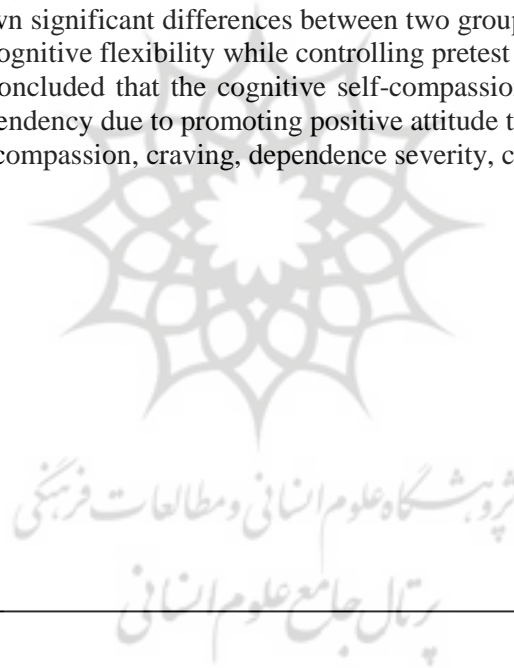 wn significant differences between two group
ognitive flexibility while controlling pretest
oncluded that the cognitive self-compassion
endency due to promoting positive attitude t
compassion, craving, dependence severity, c
پژوهشگاه علوم انسانی و مطالعات فرهنگی
پرتال جامع علوم انسانی